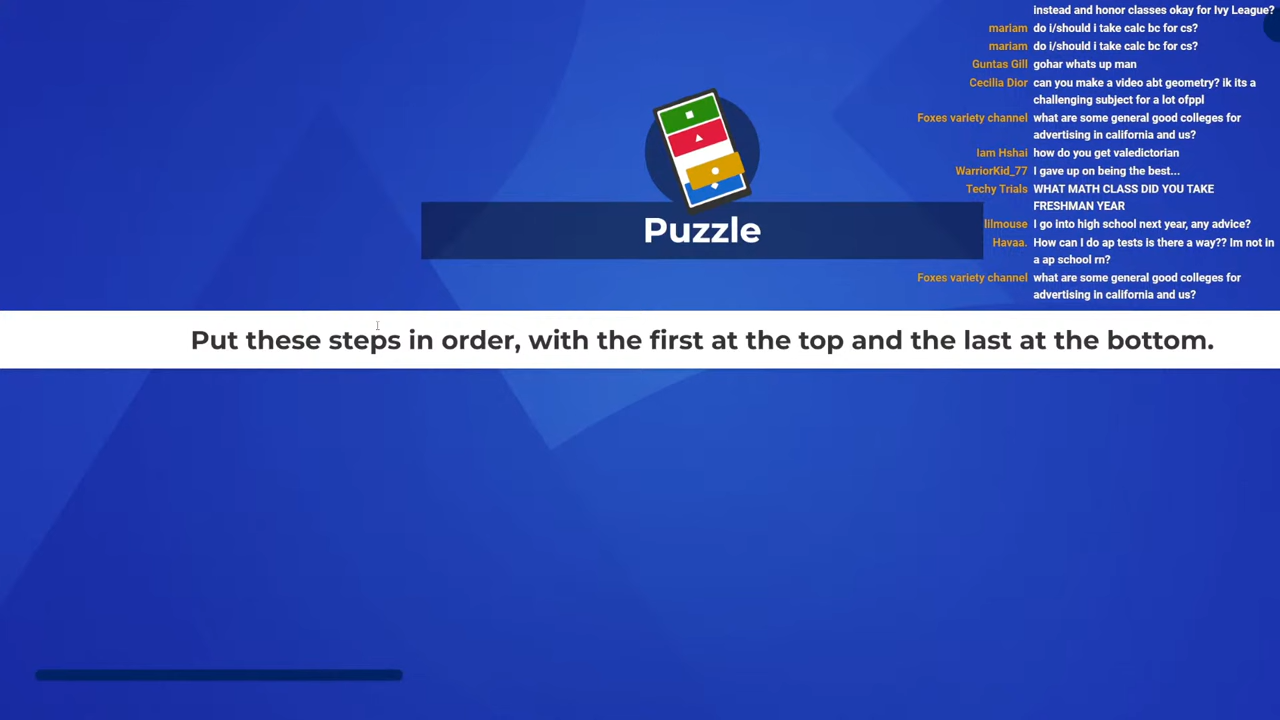 instead and honor classes okay for Ivy League?
mariam do i/should i take calc bc for cs?
mariam do i/should i take calc bc for cs?
Guntas Gill gohar whats up man
Cecilia Dior can you make a video abt geometry? ik its a
challenging subject for a lot ofppl
Foxes variety channel what are some general good colleges for
advertising in california and us?
Iam Hshai how do you get valedictorian
WarriorKid_77 I gave up on being the best...
Techy Trials WHAT MATH CLASS DID YOU TAKE
FRESHMAN YEAR
lilmouse I go into high school next year, any advice?
Havaa. How can I do ap tests is there a way?? Im not in
a ap school rn?
Foxes variety channel what are some general good colleges for
advertising in california and us?
Puzzle
Put these steps in order, with the first at the top and the last at the bottom.